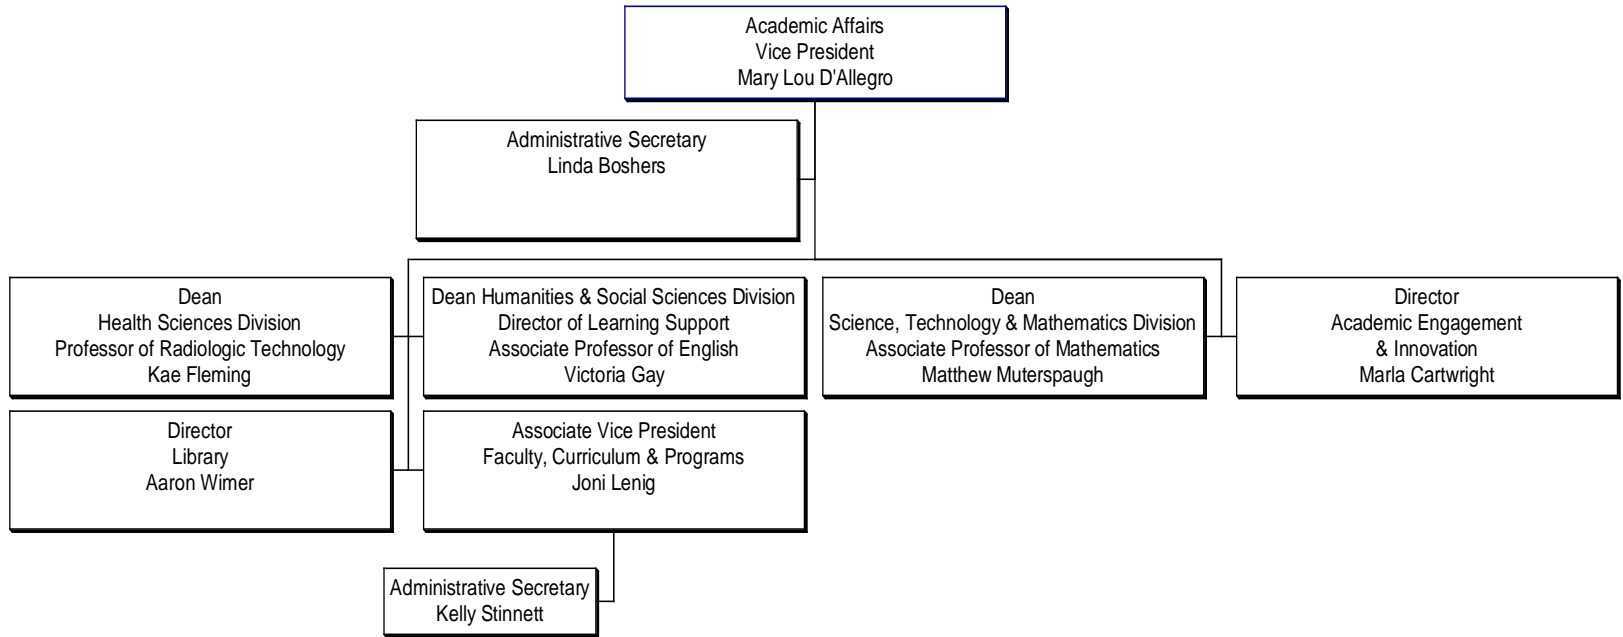 Academic Affairs
Vice President
Mary Lou D'Allegro
Administrative Secretary
Linda Boshers
Dean
Health Sciences Division
Professor of Radiologic Technology
Kae Fleming
Dean Humanities & Social Sciences Division
Director of Learning Support
Associate Professor of English
Victoria Gay
Dean
Science, Technology & Mathematics Division
Associate Professor of Mathematics
Matthew Muterspaugh
Director
Academic Engagement
& Innovation
Marla Cartwright
Director
Library
Aaron Wimer
Associate Vice President
Faculty, Curriculum & Programs
Joni Lenig
Administrative Secretary
Kelly Stinnett